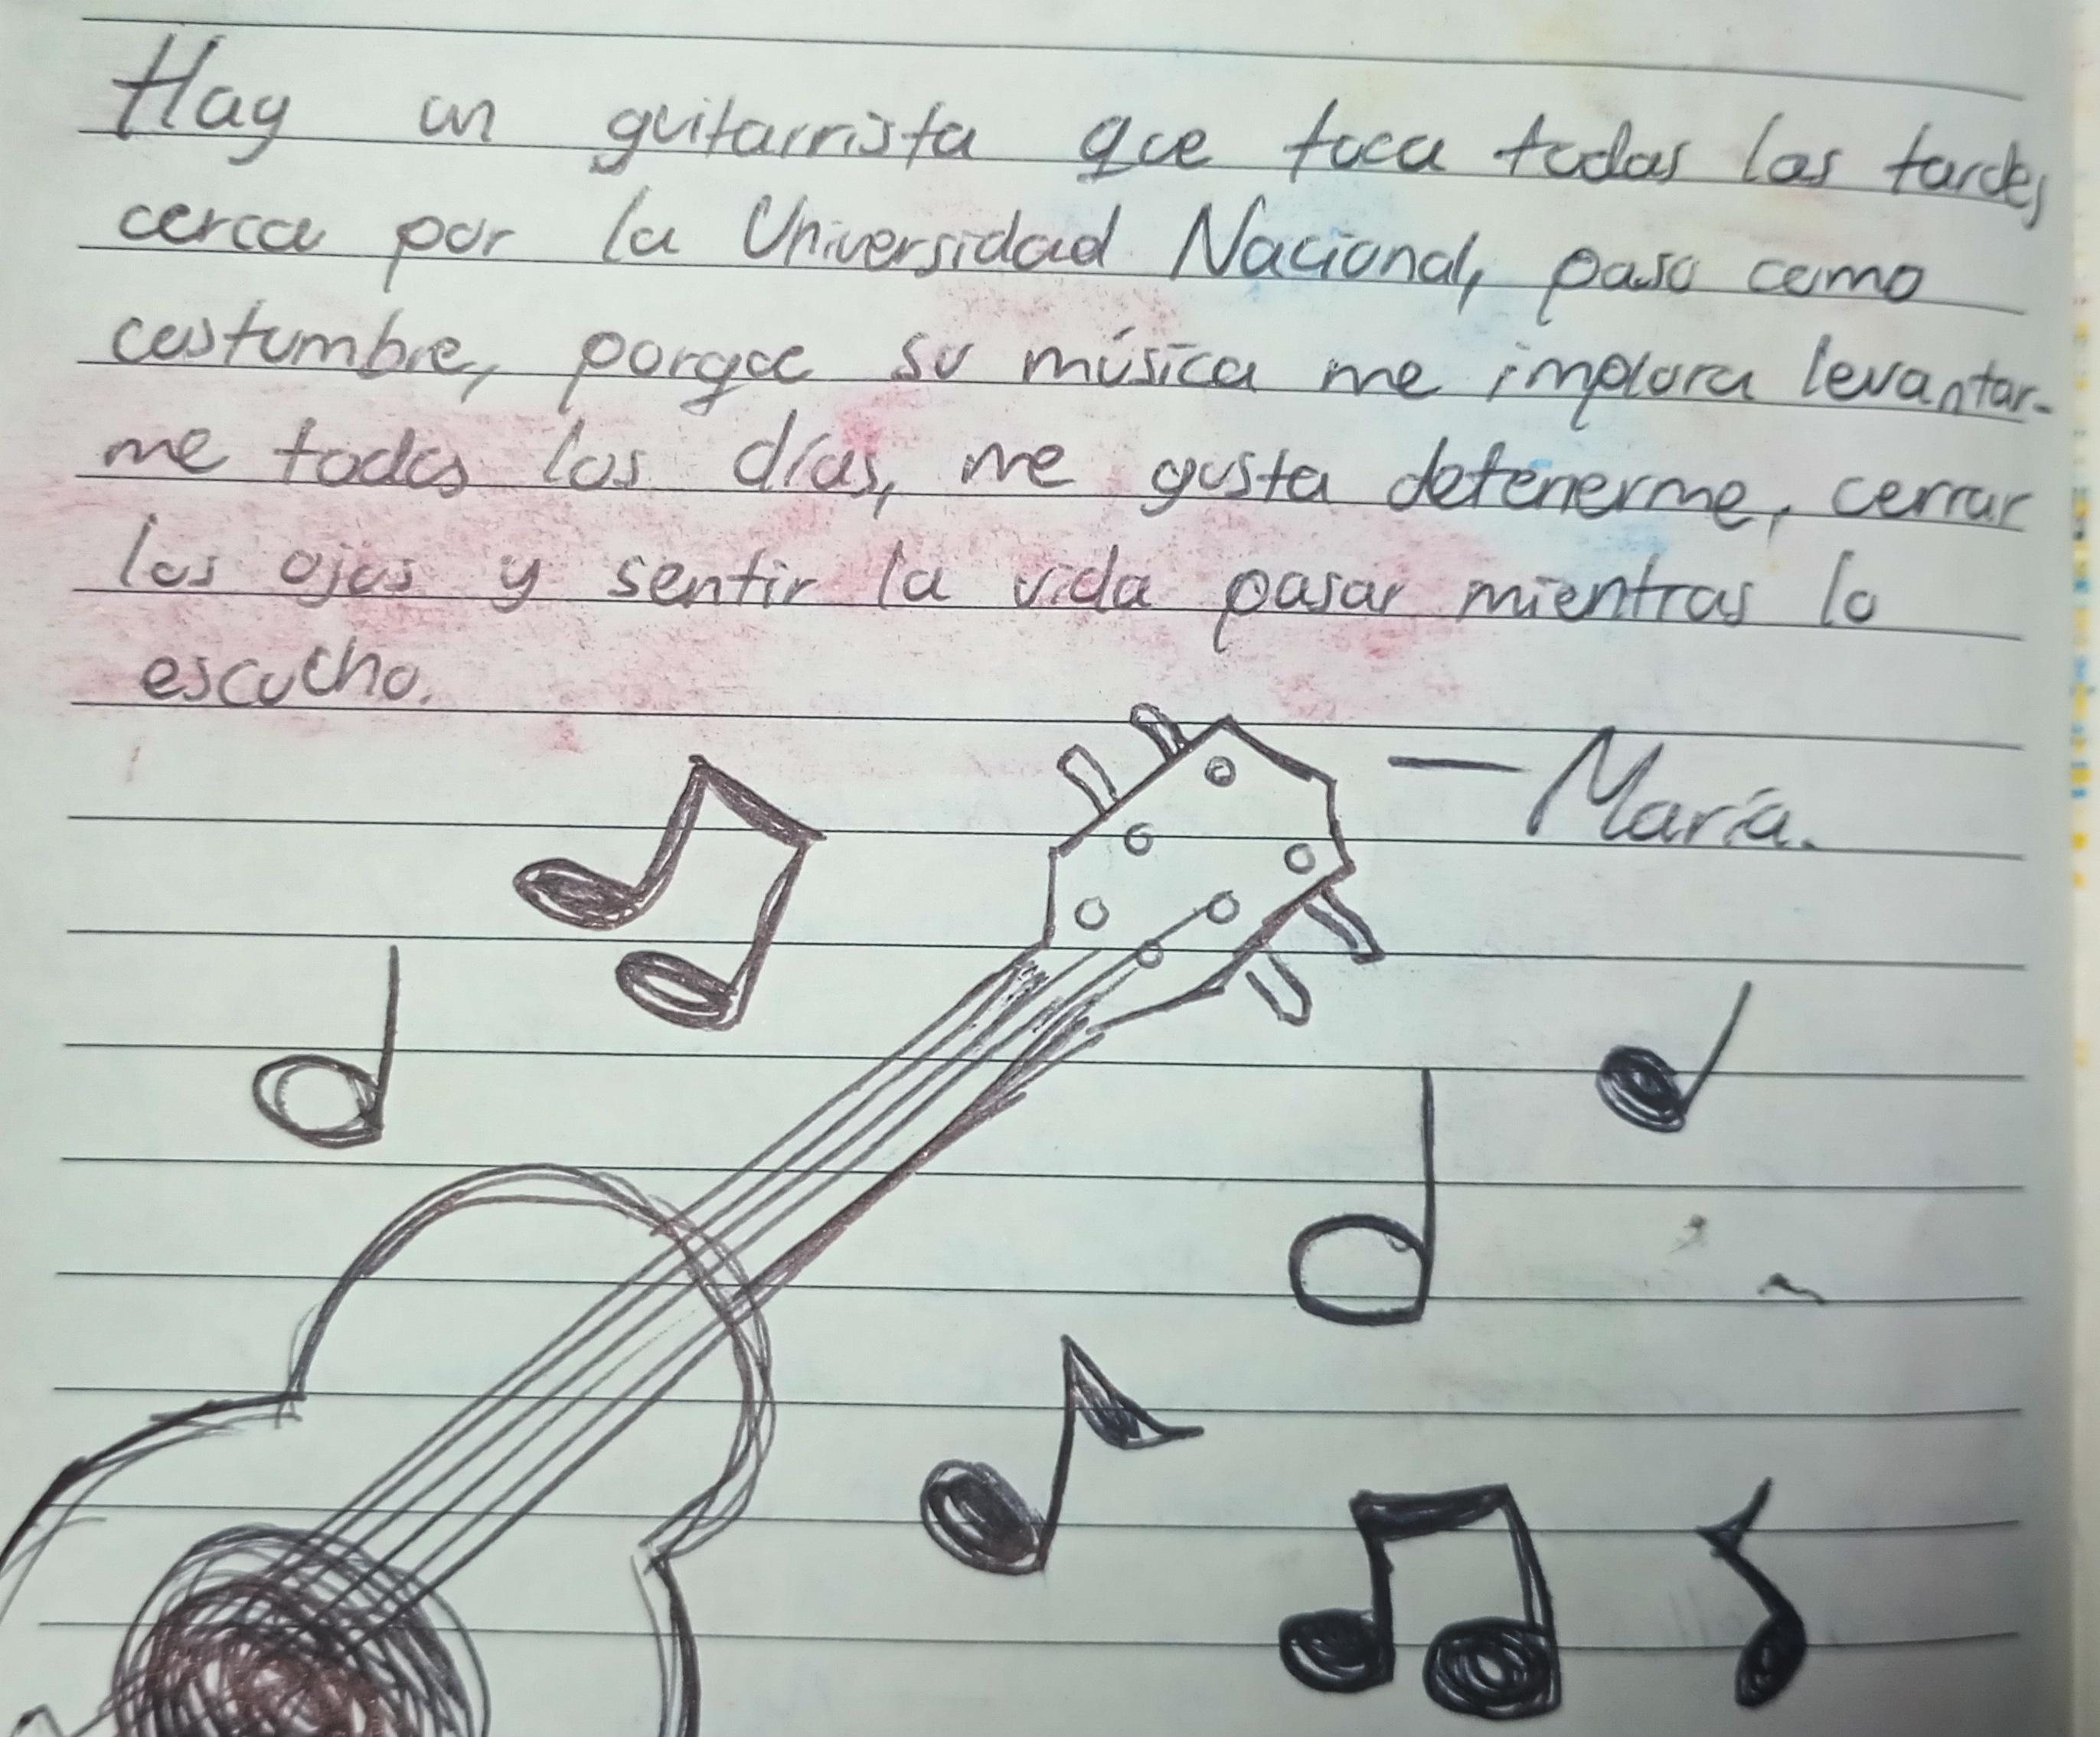 Hay un guitarrista que toca todas las tardes
cerca por la Universidad Nacional, paso como
costumbre, porque su música me implora levantar-
me todos los días, me gusta detenerme, cerrar
los ojos y sentir la vida pasar mientras lo
escucho.
— María.